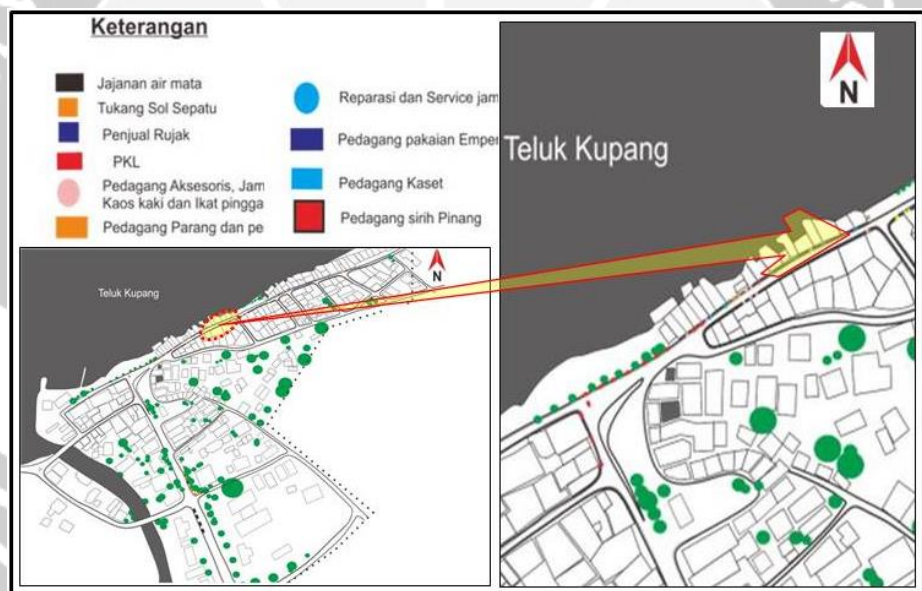 Keterangan
Jajanan air mata
Tukang Sol Sepatu
Penjual Rujak
PKL
Pedagang Aksesoris, Jam
Kaos kaki dan Ikat pingga
Pedagang Parang dan pe
Reparasi dan Service jam
Pedagang pakaian Emper
Pedagang Kaset
Pedagang sirih Pinang
Teluk Kupang
N
Teluk Kupang
N